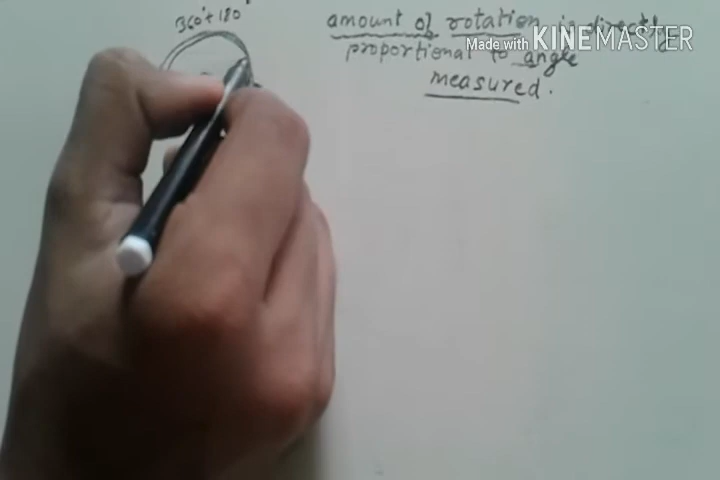 360° + 180°
amount of rotation is directly
proportional to angle
measured.
Made with KINEMASTER